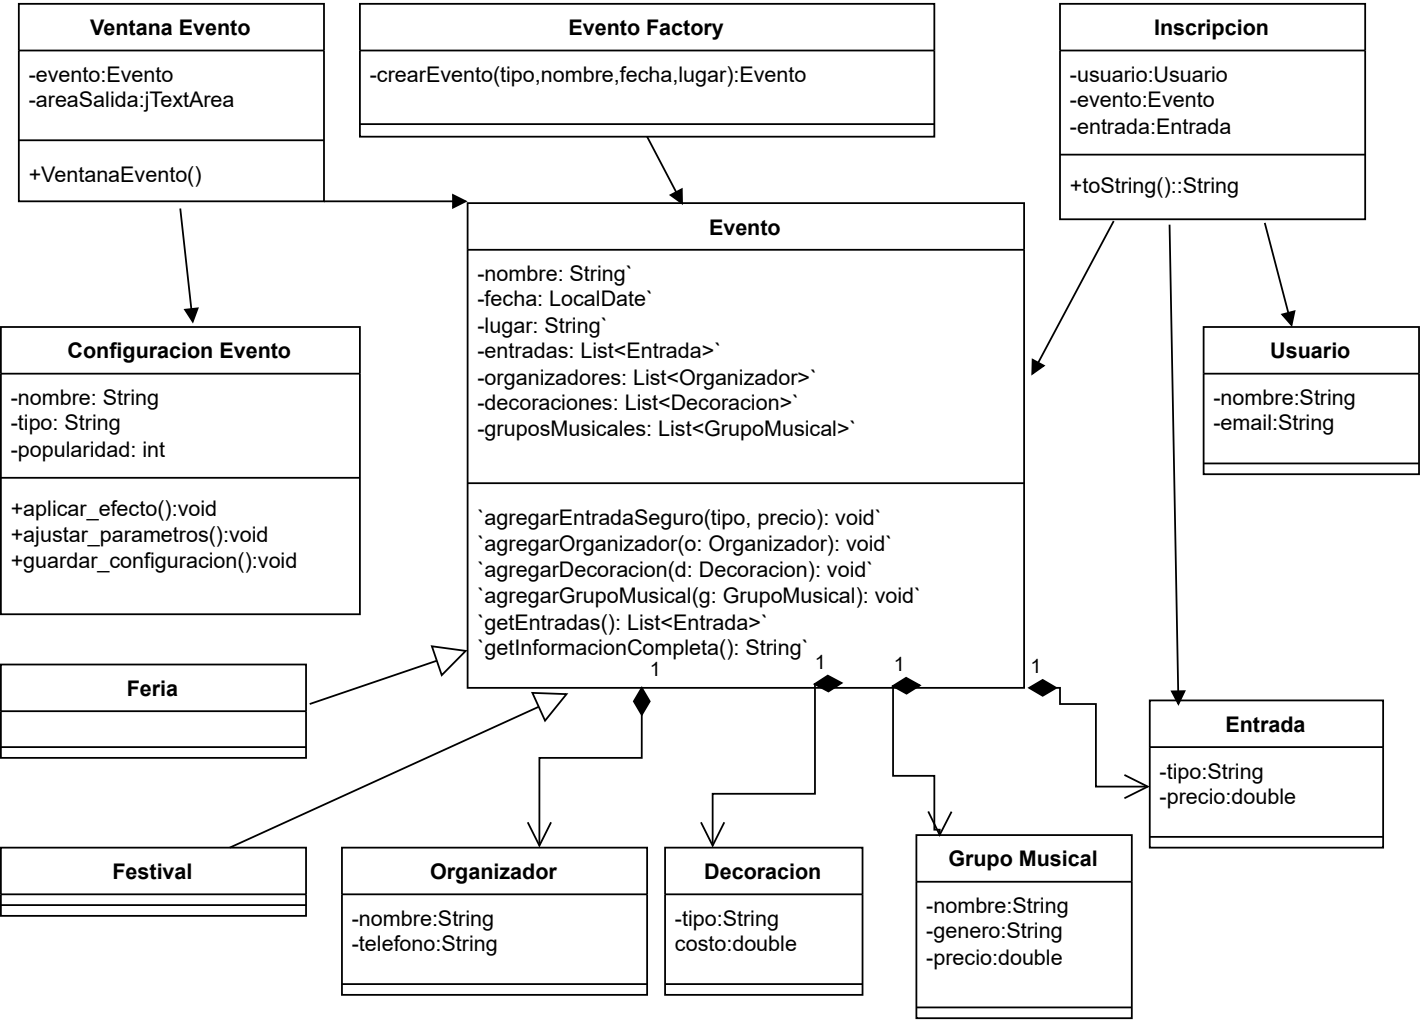 Ventana Evento
-evento:Evento
-areaSalida:jTextArea
+VentanaEvento()
Evento Factory
-crearEvento(tipo,nombre,fecha,lugar):Evento
Inscripcion
-usuario:Usuario
-evento:Evento
-entrada:Entrada
+toString()::String
Evento
-nombre: String`
-fecha: LocalDate`
-lugar: String`
-entradas: List<Entrada>`
-organizadores: List<Organizador>`
-decoraciones: List<Decoracion>`
-gruposMusicales: List<GrupoMusical>`
`agregarEntradaSeguro(tipo, precio): void`
`agregarOrganizador(o: Organizador): void`
`agregarDecoracion(d: Decoracion): void`
`agregarGrupoMusical(g: GrupoMusical): void`
`getEntradas(): List<Entrada>`
`getInformacionCompleta(): String`
1
1
1
1
Configuracion Evento
-nombre: String
-tipo: String
-popularidad: int
+aplicar_efecto():void
+ajustar_parametros():void
+guardar_configuracion():void
Usuario
-nombre:String
-email:String
Feria
Festival
Organizador
-nombre:String
-telefono:String
Decoracion
-tipo:String
costo:double
Grupo Musical
-nombre:String
-genero:String
-precio:double
Entrada
-tipo:String
-precio:double